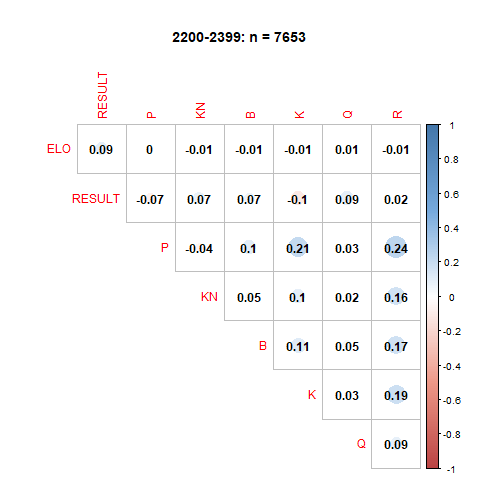 2200-2399: n = 7653
RESULT P KN B K Q R
ELO 0.09 0 -0.01 -0.01 -0.01 0.01 -0.01
RESULT -0.07 0.07 0.07 -0.1 0.09 0.02
P -0.04 0.1 0.21 0.03 0.24
KN 0.05 0.1 0.02 0.16
B 0.11 0.05 0.17
K 0.03 0.19
Q 0.09
1
0.8
0.6
0.4
0.2
0
-0.2
-0.4
-0.6
-0.8
-1